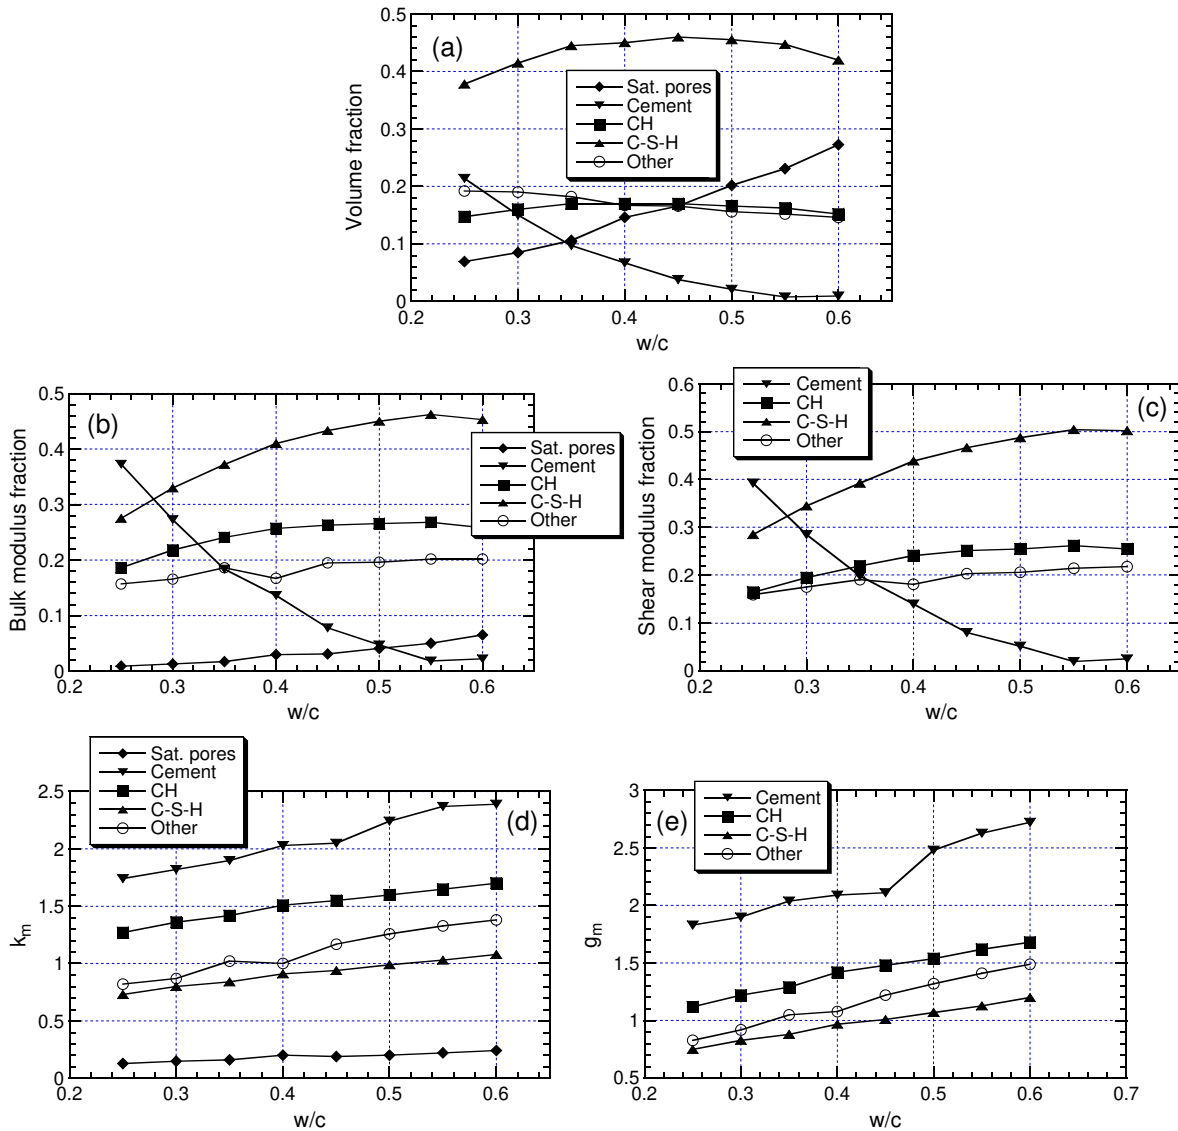 (a)
Sat. pores
Cement
CH
C-S-H
Other
Volume fraction
0.5
0.4
0.3
0.2
0.1
0
0.2 0.3 0.4 0.5 0.6
w/c
(b)
Sat. pores
Cement
CH
C-S-H
Other
Bulk modulus fraction
0.5
0.4
0.3
0.2
0.1
0
0.2 0.3 0.4 0.5 0.6
w/c
Cement
CH
C-S-H
Other
(c)
Shear modulus fraction
0.6
0.5
0.4
0.3
0.2
0.1
0
0.2 0.3 0.4 0.5 0.6
w/c
Sat. pores
Cement
CH
C-S-H
Other
(d)
km
2.5
2
1.5
1
0.5
0
0.2 0.3 0.4 0.5 0.6
w/c
(e)
Cement
CH
C-S-H
Other
gm
3
2.5
2
1.5
1
0.5
0.2 0.3 0.4 0.5 0.6 0.7
w/c